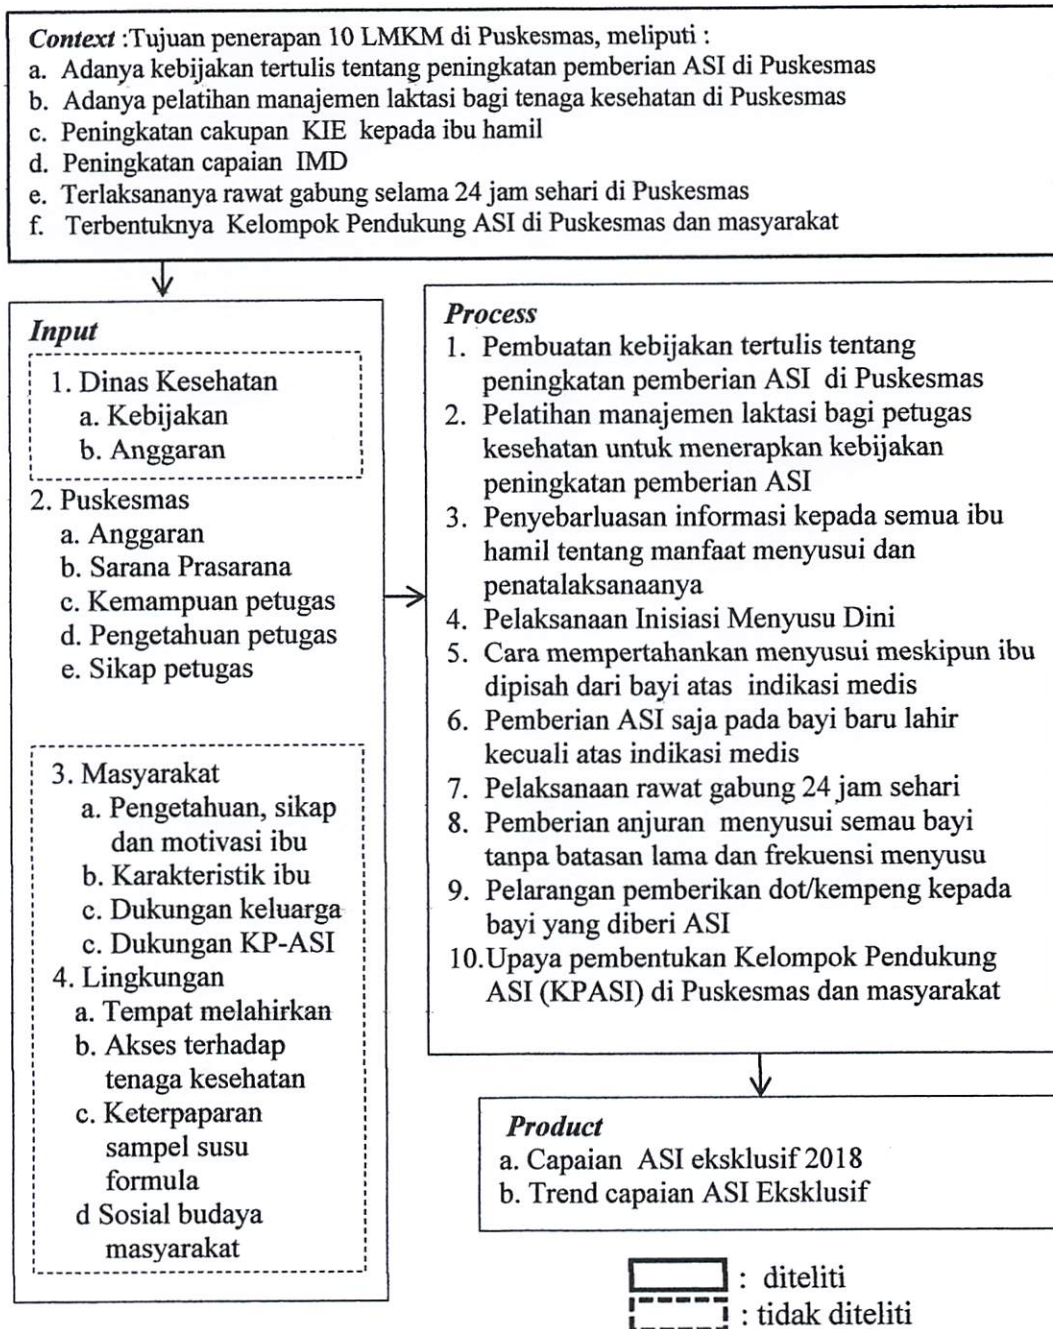 Context :Tujuan penerapan 10 LMKM di Puskesmas, meliputi :
a. Adanya kebijakan tertulis tentang peningkatan pemberian ASI di Puskesmas
b. Adanya pelatihan manajemen laktasi bagi tenaga kesehatan di Puskesmas
c. Peningkatan cakupan KIE kepada ibu hamil
d. Peningkatan capaian IMD
e. Terlaksananya rawat gabung selama 24 jam sehari di Puskesmas
f. Terbentuknya Kelompok Pendukung ASI di Puskesmas dan masyarakat
Input
1. Dinas Kesehatan
a. Kebijakan
b. Anggaran
2. Puskesmas
a. Anggaran
b. Sarana Prasarana
c. Kemampuan petugas
d. Pengetahuan petugas
e. Sikap petugas
3. Masyarakat
a. Pengetahuan, sikap
dan motivasi ibu
b. Karakteristik ibu
c. Dukungan keluarga
c. Dukungan KP-ASI
4. Lingkungan
a. Tempat melahirkan
b. Akses terhadap
tenaga kesehatan
c. Keterpaparan
sampel susu
formula
d Sosial budaya
masyarakat
Process
1. Pembuatan kebijakan tertulis tentang
peningkatan pemberian ASI di Puskesmas
2. Pelatihan manajemen laktasi bagi petugas
kesehatan untuk menerapkan kebijakan
peningkatan pemberian ASI
3. Penyebarluasan informasi kepada semua ibu
hamil tentang manfaat menyusui dan
penatalaksanaanya
4. Pelaksanaan Inisiasi Menyusu Dini
5. Cara mempertahankan menyusui meskipun ibu
dipisah dari bayi atas indikasi medis
6. Pemberian ASI saja pada bayi baru lahir
kecuali atas indikasi medis
7. Pelaksanaan rawat gabung 24 jam sehari
8. Pemberian anjuran menyusui semau bayi
tanpa batasan lama dan frekuensi menyusu
9. Pelarangan pemberikan dot/kempeng kepada
bayi yang diberi ASI
10.Upaya pembentukan Kelompok Pendukung
ASI (KPASI) di Puskesmas dan masyarakat
Product
a. Capaian ASI eksklusif 2018
b. Trend capaian ASI Eksklusif
: diteliti
: tidak diteliti